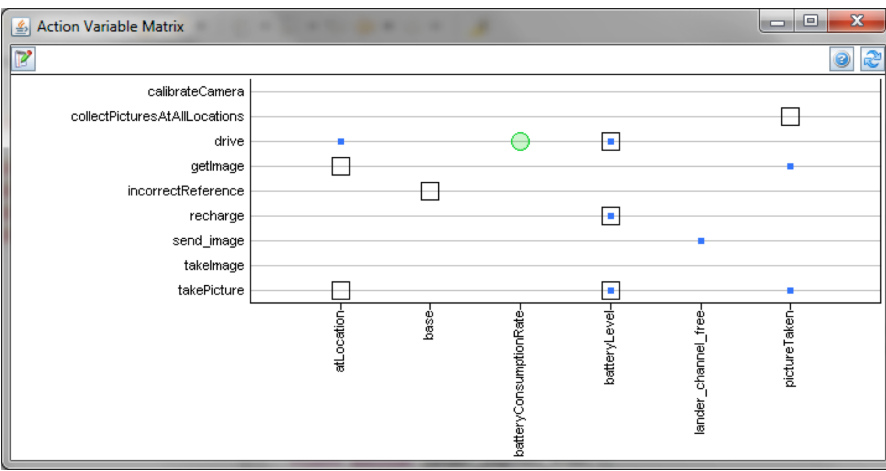 Action Variable Matrix
calibrateCamera
collectPicturesAtAllLocations
drive
getImage
incorrectReference
recharge
send_image
takeImage
takePicture
atLocation
base
batteryConsumptionRate
batteryLevel
lander_channel_free
pictureTaken